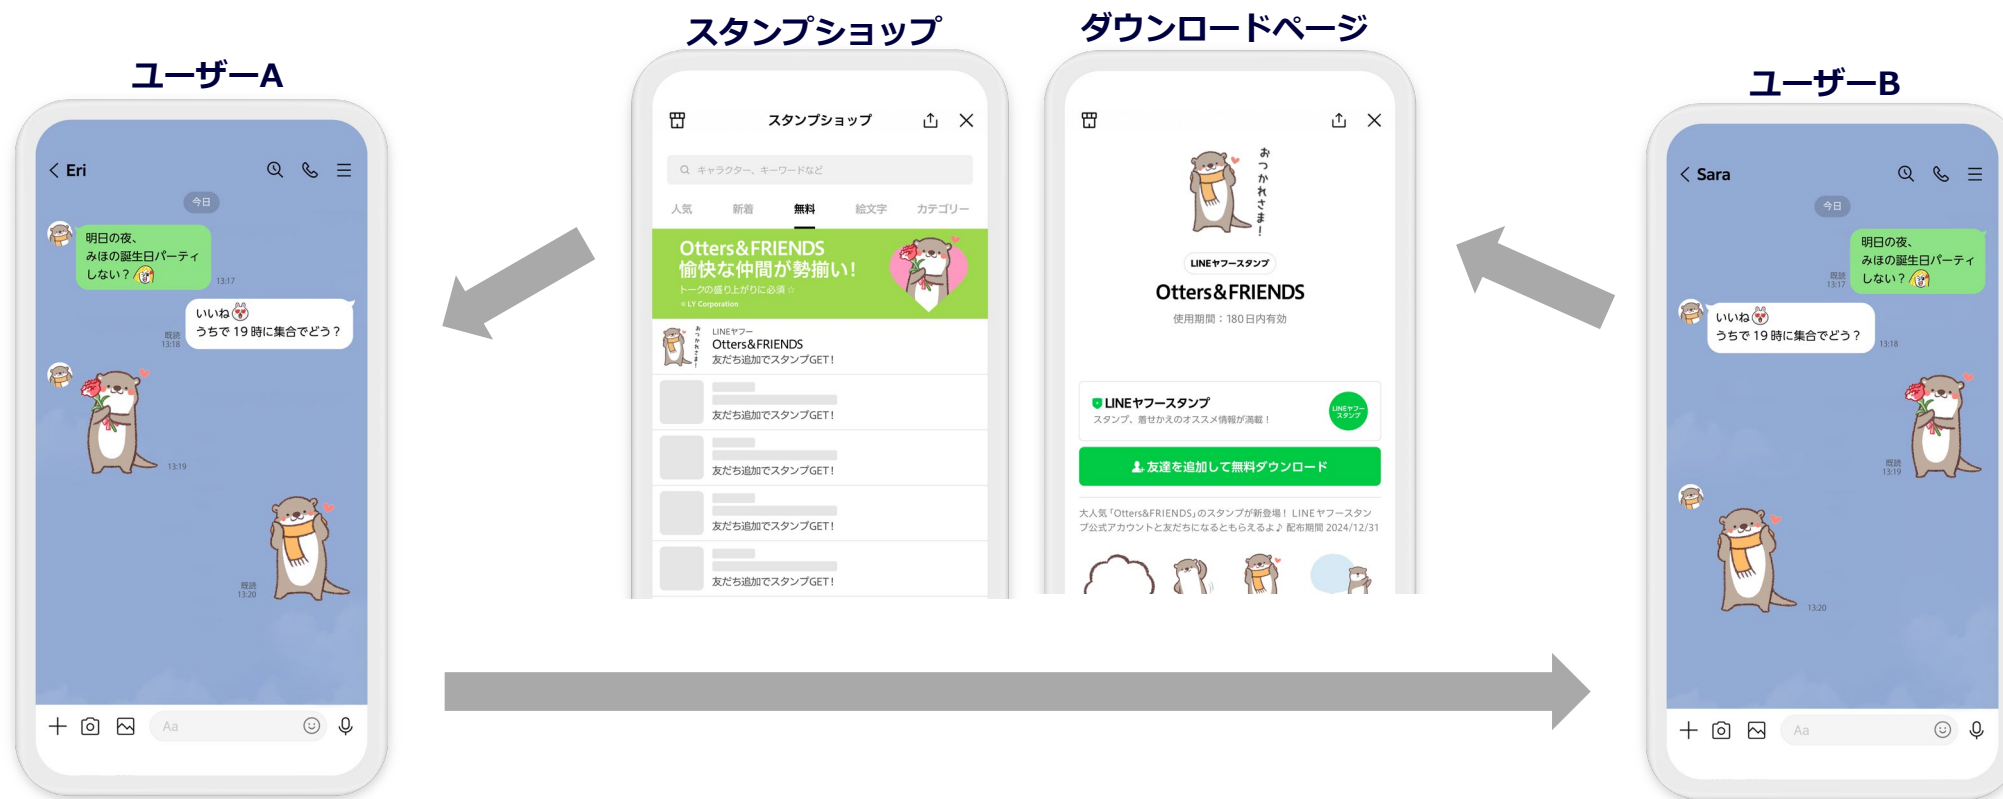 ユーザーA
< Eri
今日
明日の夜、
みほの誕生日パーティ
しない？
13:17
いいね
うちで 19 時に集合でどう？
既読
13:18
13:19
既読
13:20
Aa
スタンプショップ
スタンプショップ
キャラクター、キーワードなど
人気 新着 無料 絵文字 カテゴリー
Otters&FRIENDS
愉快な仲間が勢揃い！
トークの盛り上がりに必須 ☆
© LY Corporation
おつかれさま！
LINEヤフー
Otters&FRIENDS
友だち追加でスタンプGET！
友だち追加でスタンプGET！
友だち追加でスタンプGET！
友だち追加でスタンプGET！
友だち追加でスタンプGET！
ダウンロードページ
おつかれさま！
LINEヤフースタンプ
Otters&FRIENDS
使用期間：180日内有効
LINEヤフースタンプ
スタンプ、着せかえのオススメ情報が満載！
LINEヤフー
スタンプ
友達を追加して無料ダウンロード
大人気「Otters&FRIENDS」のスタンプが新登場！ LINEヤフースタン
プ公式アカウントと友だちになるともらえるよ♪ 配布期間 2024/12/31
ユーザーB
< Sara
今日
明日の夜、
みほの誕生日パーティ
しない？
既読
13:17
いいね
うちで 19 時に集合でどう？
13:18
既読
13:19
13:20
Aa